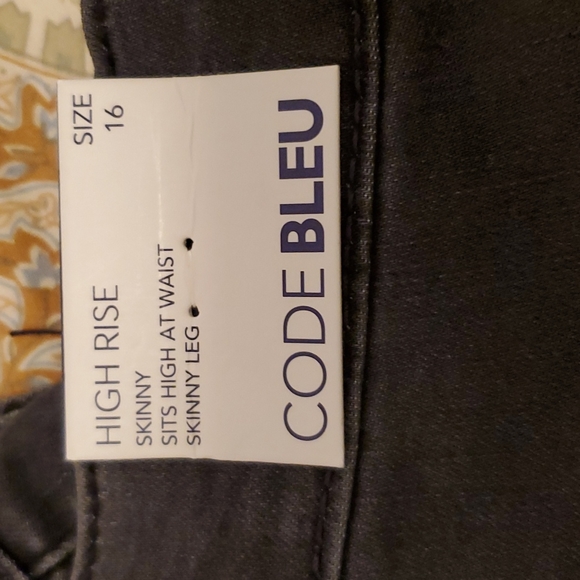 HIGH RISE
SKINNY
SITS HIGH AT WAIST
SKINNY LEG
SIZE
16
CODE BLEU